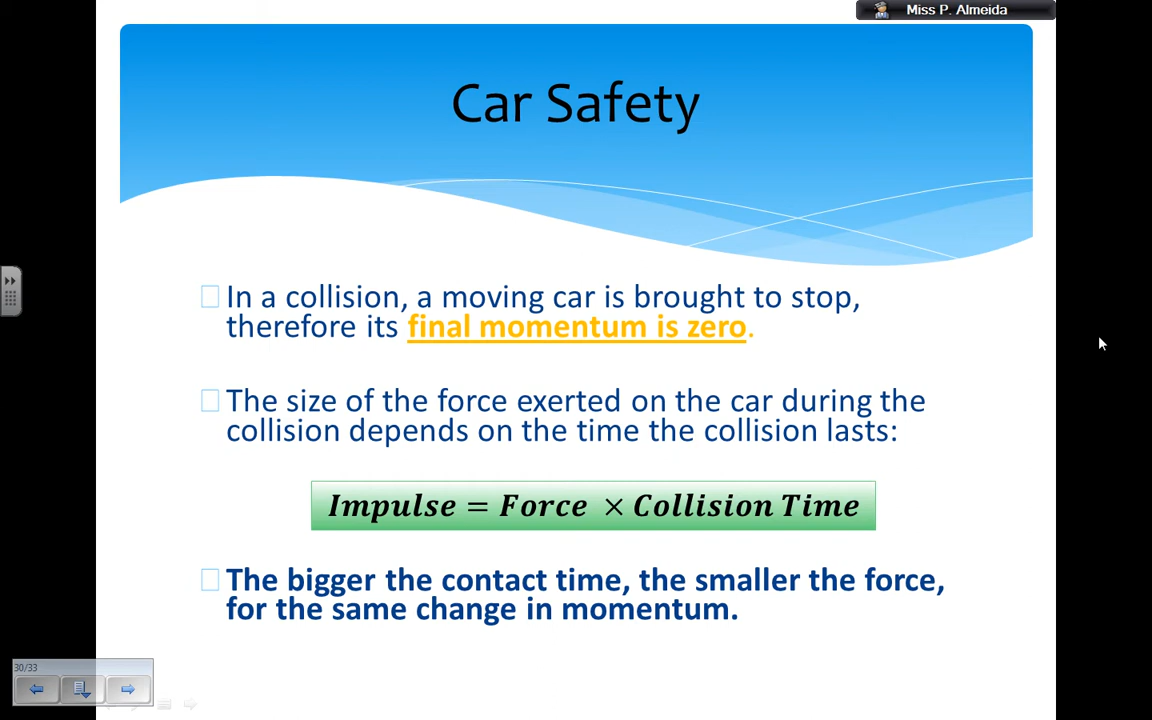 Miss P. Almeida
Car Safety
In a collision, a moving car is brought to stop,
therefore its final momentum is zero.
The size of the force exerted on the car during the
collision depends on the time the collision lasts:
Impulse = Force × Collision Time
The bigger the contact time, the smaller the force,
for the same change in momentum.
30/33